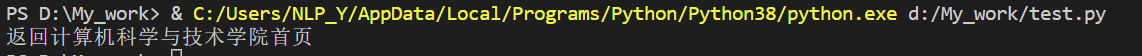 PS D:\My_work> & C:/Users/NLP_Y/AppData/Local/Programs/Python/Python38/python.exe d:/My_work/test.py
返回计算机科学与技术学院首页